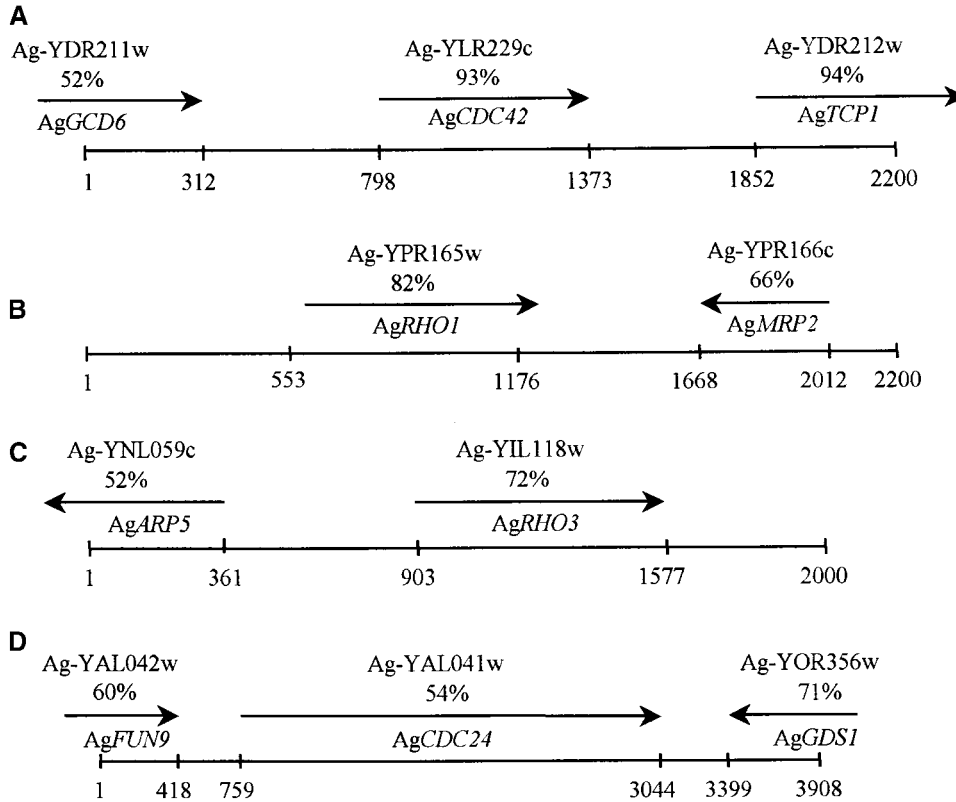 A
Ag-YDR211w Ag-YLR229c Ag-YDR212w
52% 93% 94%
AgGCD6 AgCDC42 AgTCP1
1 312 798 1373 1852 2200
B
Ag-YPR165w Ag-YPR166c
82% 66%
AgRHO1 AgMRP2
1 553 1176 1668 2012 2200
C
Ag-YNL059c Ag-YIL118w
52% 72%
AgARP5 AgRHO3
1 361 903 1577 2000
D
Ag-YAL042w Ag-YAL041w Ag-YOR356w
60% 54% 71%
AgFUN9 AgCDC24 AgGDS1
1 418 759 3044 3399 3908